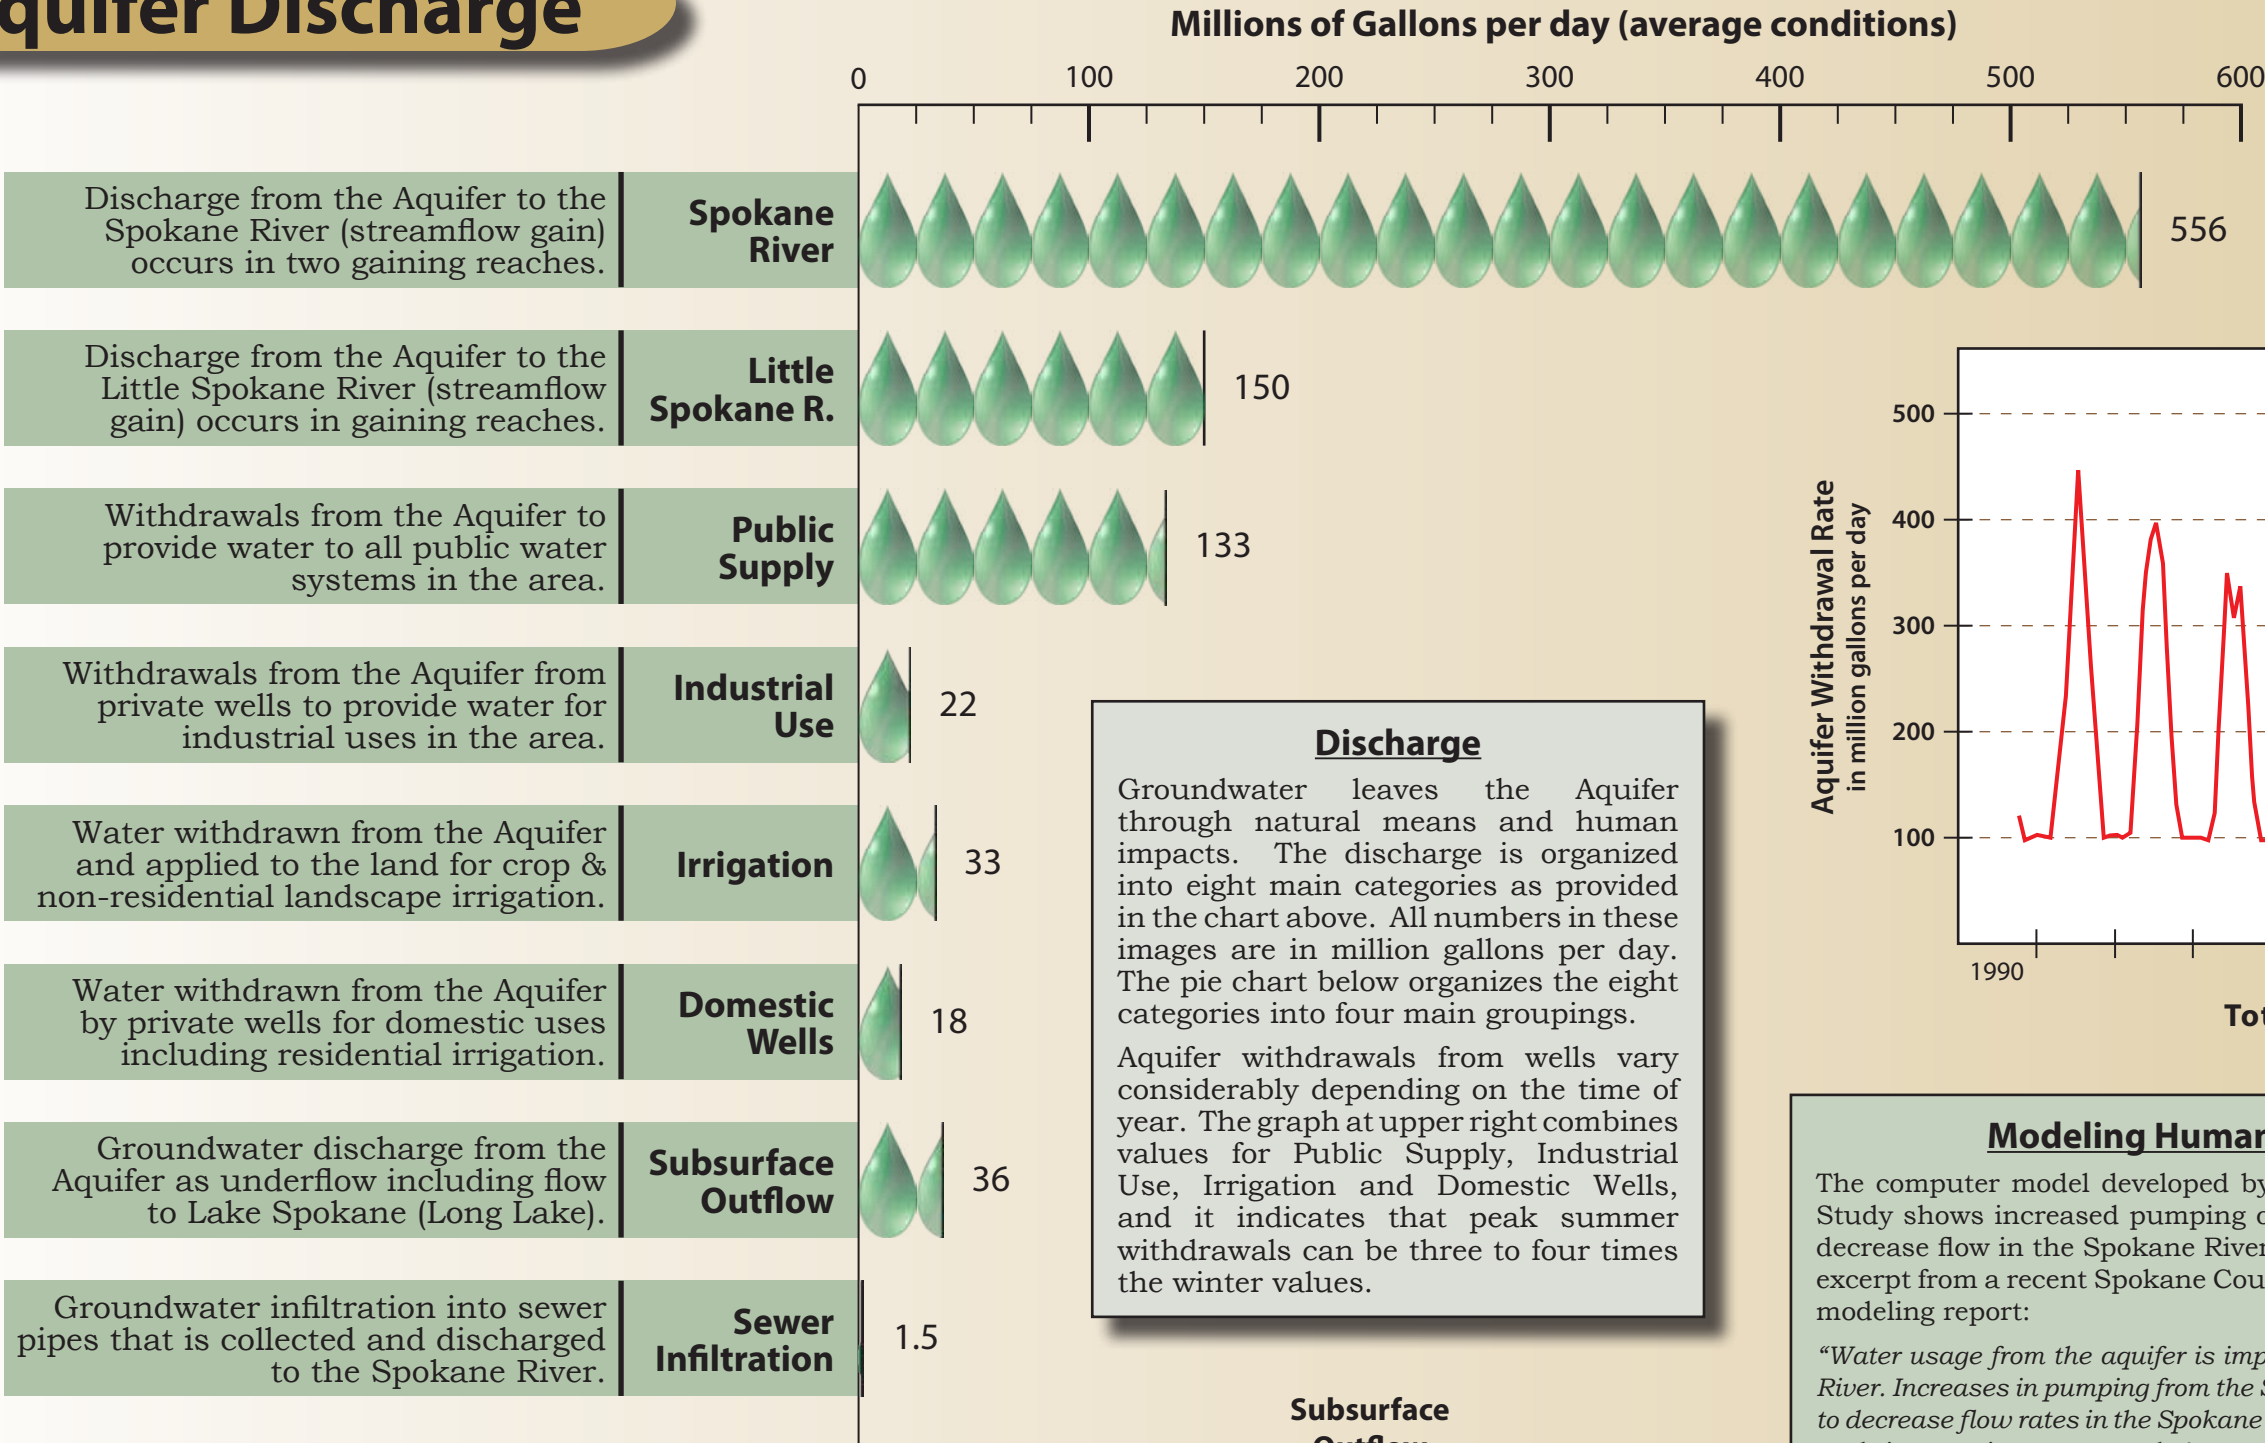 Aquifer Discharge
Millions of Gallons per day (average conditions)
0 100 200 300 400 500 600
Discharge from the Aquifer to the
Spokane River (streamflow gain)
occurs in two gaining reaches.
Spokane
River
556
Discharge from the Aquifer to the
Little Spokane River (streamflow
gain) occurs in gaining reaches.
Little
Spokane R.
150
Withdrawals from the Aquifer to
provide water to all public water
systems in the area.
Public
Supply
133
Withdrawals from the Aquifer from
private wells to provide water for
industrial uses in the area.
Industrial
Use
22
Water withdrawn from the Aquifer
and applied to the land for crop &
non-residential landscape irrigation.
Irrigation
33
Water withdrawn from the Aquifer
by private wells for domestic uses
including residential irrigation.
Domestic
Wells
18
Groundwater discharge from the
Aquifer as underflow including flow
to Lake Spokane (Long Lake).
Subsurface
Outflow
36
Groundwater infiltration into sewer
pipes that is collected and discharged
to the Spokane River.
Sewer
Infiltration
1.5
Discharge
Groundwater leaves the Aquifer
through natural means and human
impacts. The discharge is organized
into eight main categories as provided
in the chart above. All numbers in these
images are in million gallons per day.
The pie chart below organizes the eight
categories into four main groupings.
Aquifer withdrawals from wells vary
considerably depending on the time of
year. The graph at upper right combines
values for Public Supply, Industrial
Use, Irrigation and Domestic Wells,
and it indicates that peak summer
withdrawals can be three to four times
the winter values.
Subsurface
Outflow
Aquifer Withdrawal Rate
in million gallons per day
500
400
300
200
100
1990
Modeling Human
The computer model developed by
Study shows increased pumping
decrease flow in the Spokane River
excerpt from a recent Spokane
modeling report:
“Water usage from the aquifer is
River. Increases in pumping from the
to decrease flow rates in the Spokane